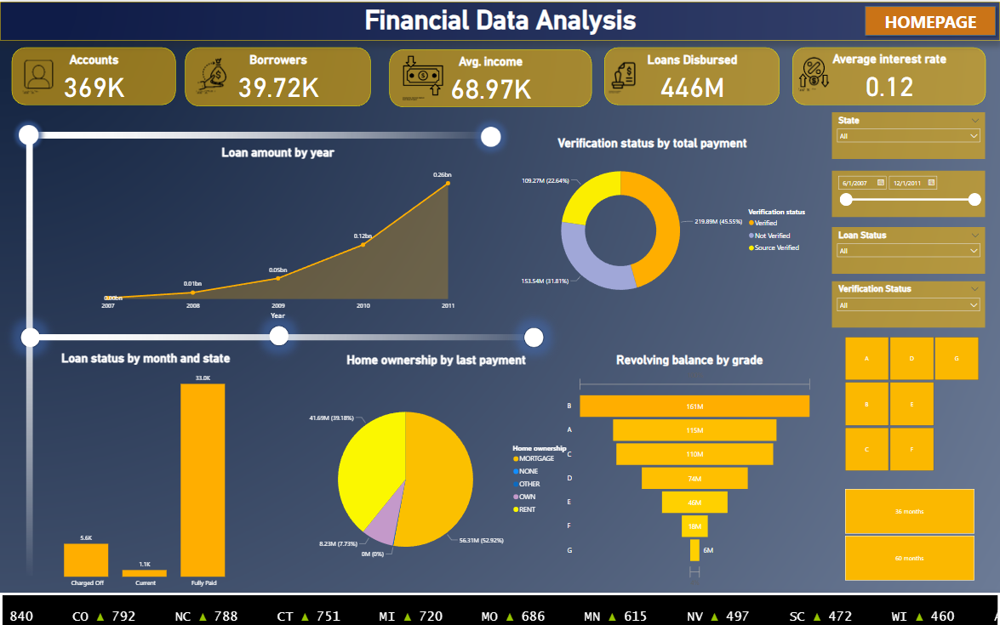 Financial Data Analysis
HOMEPAGE
Accounts
369K
Borrowers
39.72K
Avg. income
68.97K
Loans Disbursed
446M
Average interest rate
0.12
Loan amount by year
0.26bn
0.12bn
0.05bn
0.01bn
0.00bn
2007 2008 2009 2010 2011
Year
Verification status by total payment
109.27M (22.64%)
219.89M (45.55%)
153.54M (31.81%)
Verification status
Verified
Not Verified
Source Verified
State
All
6/1/2007 12/1/2011
Loan Status
All
Verification Status
All
A D G
B E
C F
36 months
60 months
Loan status by month and state
33.0K
5.6K
1.1K
Charged Off Current Fully Paid
Home ownership by last payment
41.69M (39.18%)
8.23M (7.73%)
0M (0%)
56.31M (52.92%)
Home ownership
MORTGAGE
NONE
OTHER
OWN
RENT
Revolving balance by grade
B 161M
A 115M
C 110M
D 74M
E 46M
F 18M
G 6M
840 CO ▲ 792 NC ▲ 788 CT ▲ 751 MI ▲ 720 MO ▲ 686 MN ▲ 615 NV ▲ 497 SC ▲ 472 WI ▲ 460